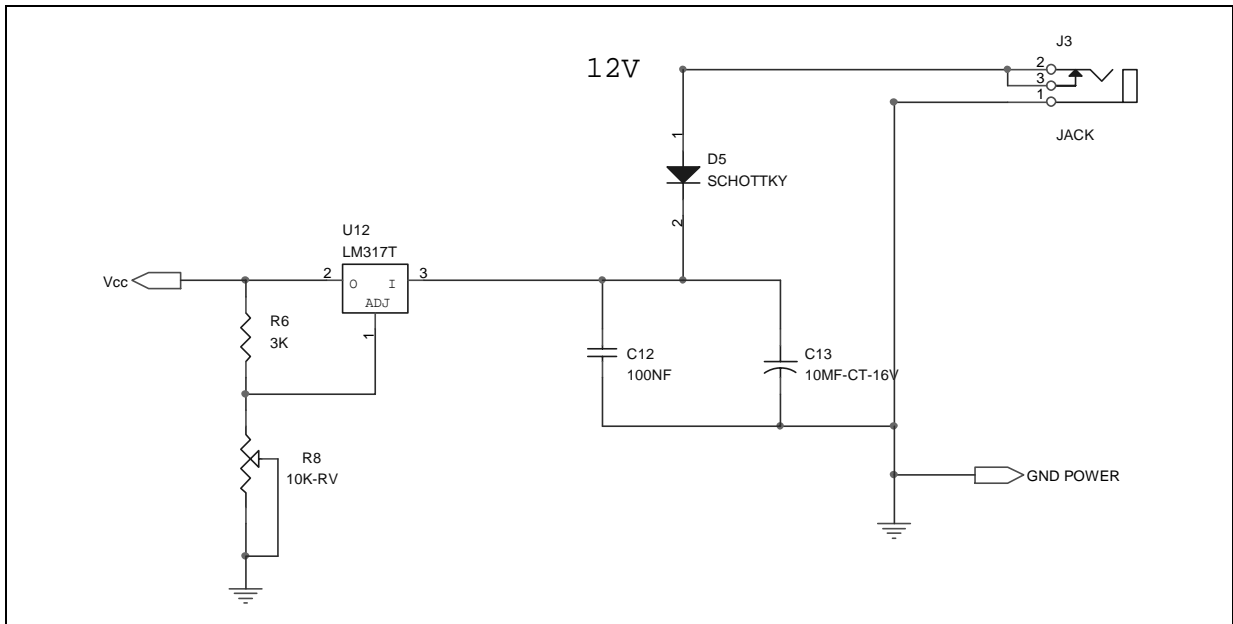 J3
12V
2
3
1
JACK
1
D5
SCHOTTKY
2
U12
LM317T
Vcc
2
O I
3
ADJ
1
R6
3K
C12
100NF
C13
10MF-CT-16V
R8
10K-RV
GND POWER